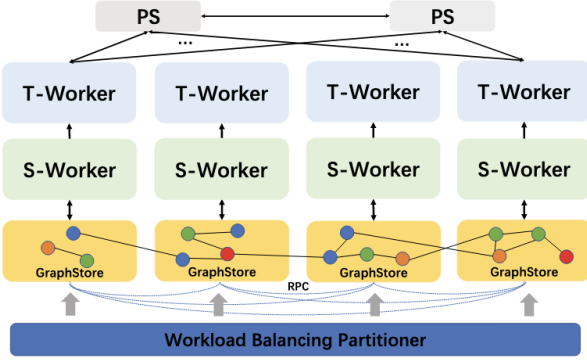 PS PS
... ...
T-Worker T-Worker T-Worker T-Worker
S-Worker S-Worker S-Worker S-Worker
GraphStore GraphStore GraphStore GraphStore
RPC
Workload Balancing Partitioner